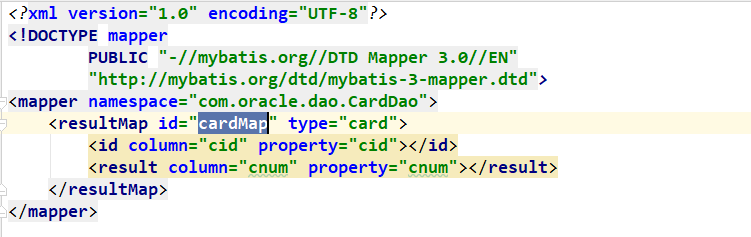 <?xml version="1.0" encoding="UTF-8"?>
<!DOCTYPE mapper
PUBLIC "-//mybatis.org//DTD Mapper 3.0//EN"
"http://mybatis.org/dtd/mybatis-3-mapper.dtd">
<mapper namespace="com.oracle.dao.CardDao">
<resultMap id="cardMap" type="card">
<id column="cid" property="cid"></id>
<result column="cnum" property="cnum"></result>
</resultMap>
</mapper>